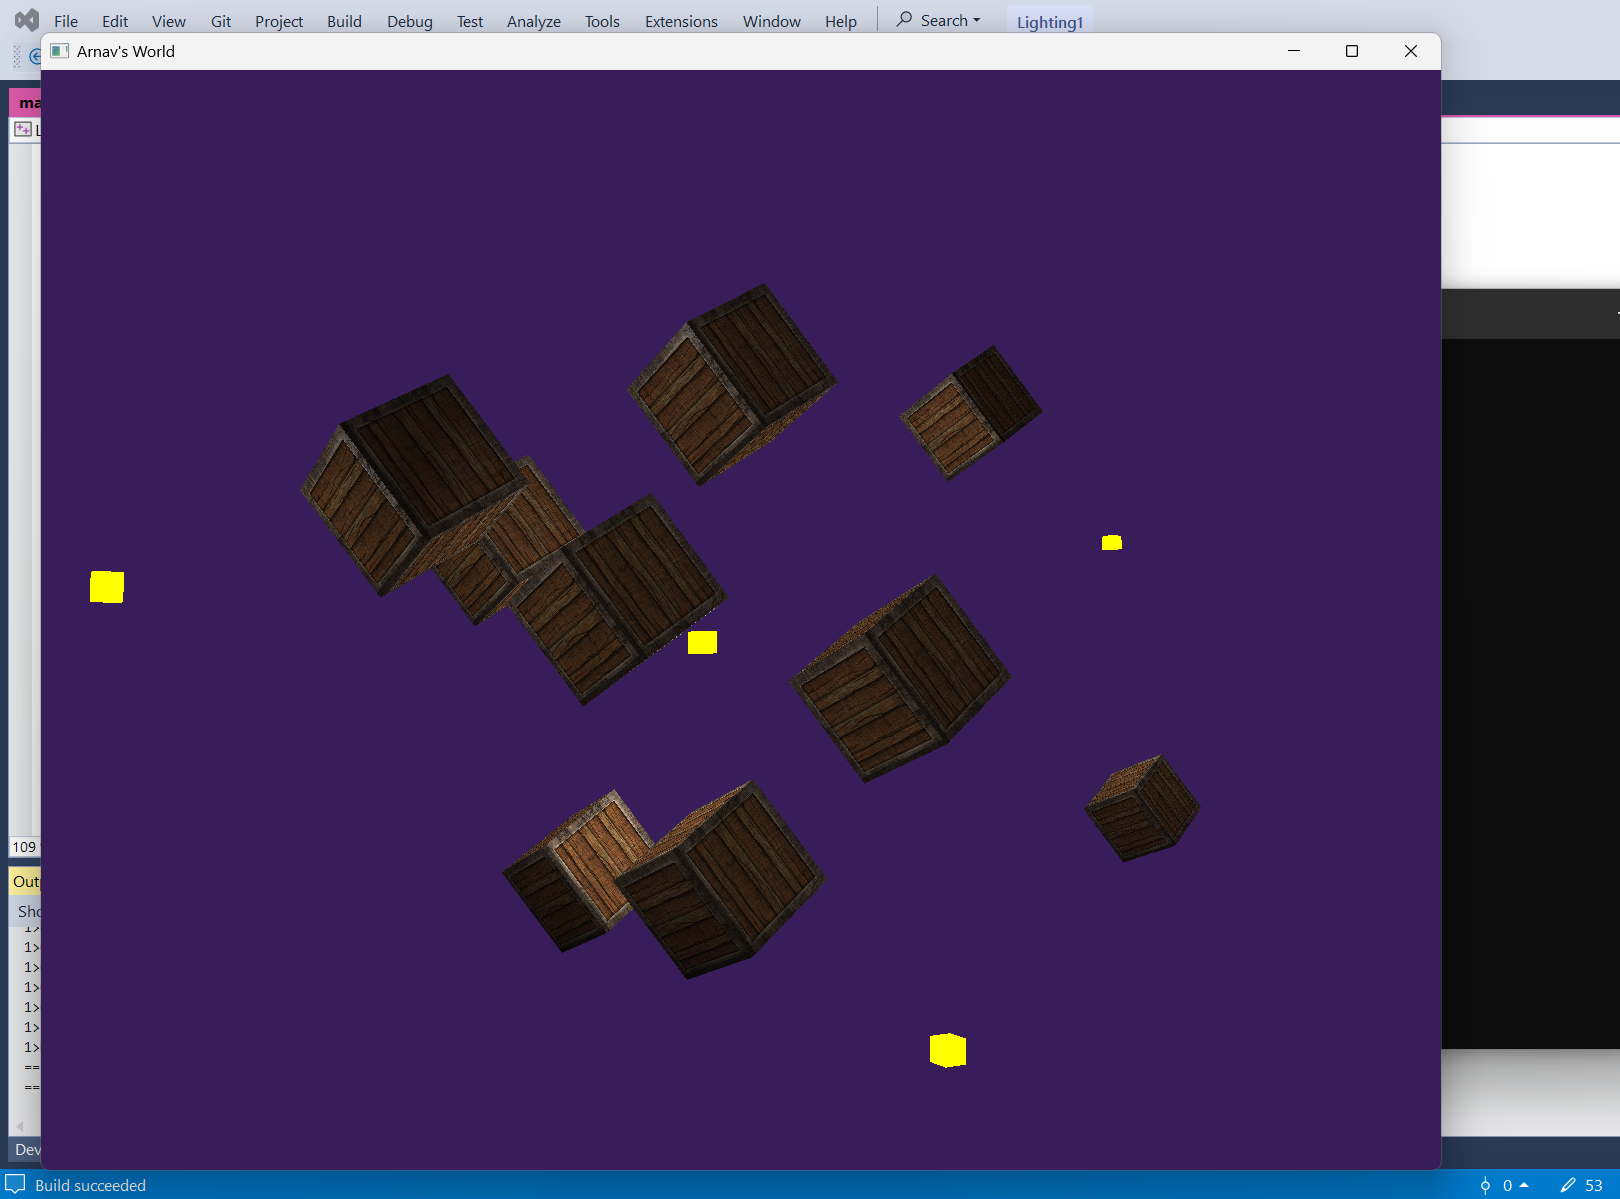 File Edit View Git Project Build Debug Test Analyze Tools Extensions Window Help Search Lighting1
Arnav's World
ma
L
109
Out
Sho
1>
1>
1>
1>
1>
1>
1>
==
==
Dev
Build succeeded 0 53